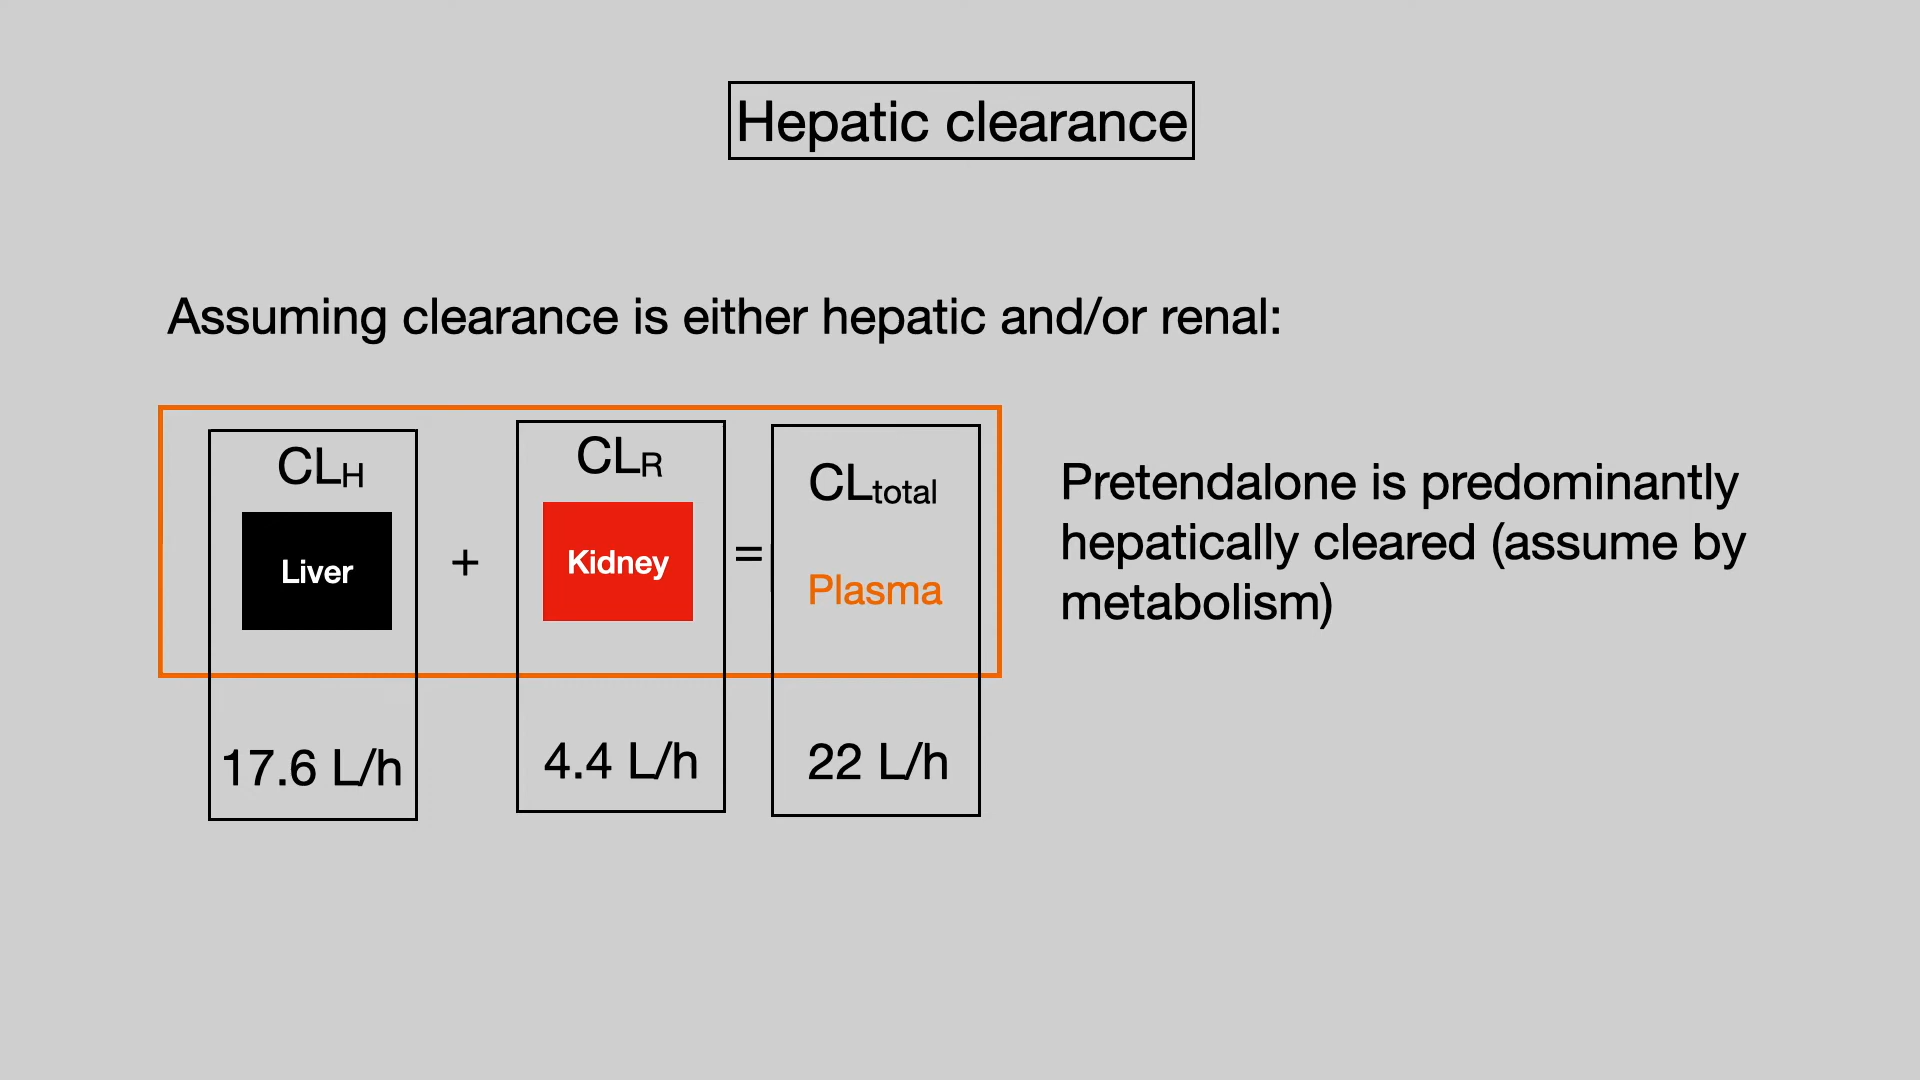 Hepatic clearance
Assuming clearance is either hepatic and/or renal:
CLH + CLR = CLtotal
Liver
Kidney
Plasma
17.6 L/h
4.4 L/h
22 L/h
Pretendalone is predominantly
hepatically cleared (assume by
metabolism)